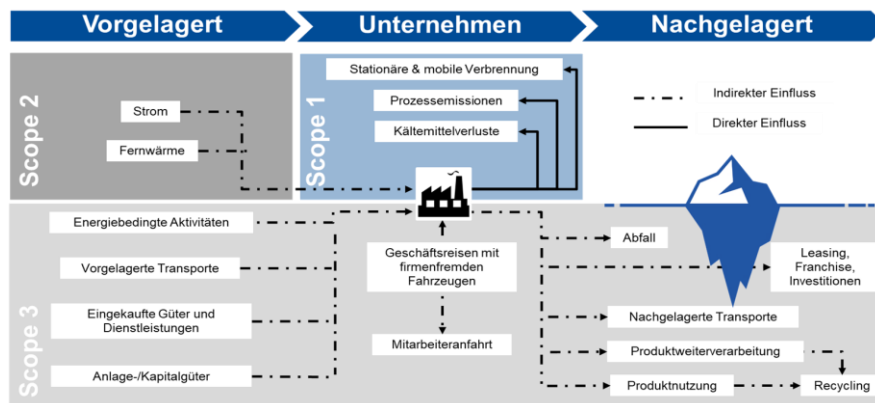 Vorgelagert
Unternehmen
Nachgelagert
Scope 2
Strom
Fernwärme
Scope 1
Stationäre & mobile Verbrennung
Prozessemissionen
Kältemittelverluste
Indirekter Einfluss
Direkter Einfluss
Scope 3
Energiebedingte Aktivitäten
Vorgelagerte Transporte
Eingekaufte Güter und
Dienstleistungen
Anlage-/Kapitalgüter
Geschäftsreisen mit
firmenfremden
Fahrzeugen
Mitarbeiteranfahrt
Abfall
Leasing,
Franchise,
Investitionen
Nachgelagerte Transporte
Produktweiterverarbeitung
Produktnutzung
Recycling